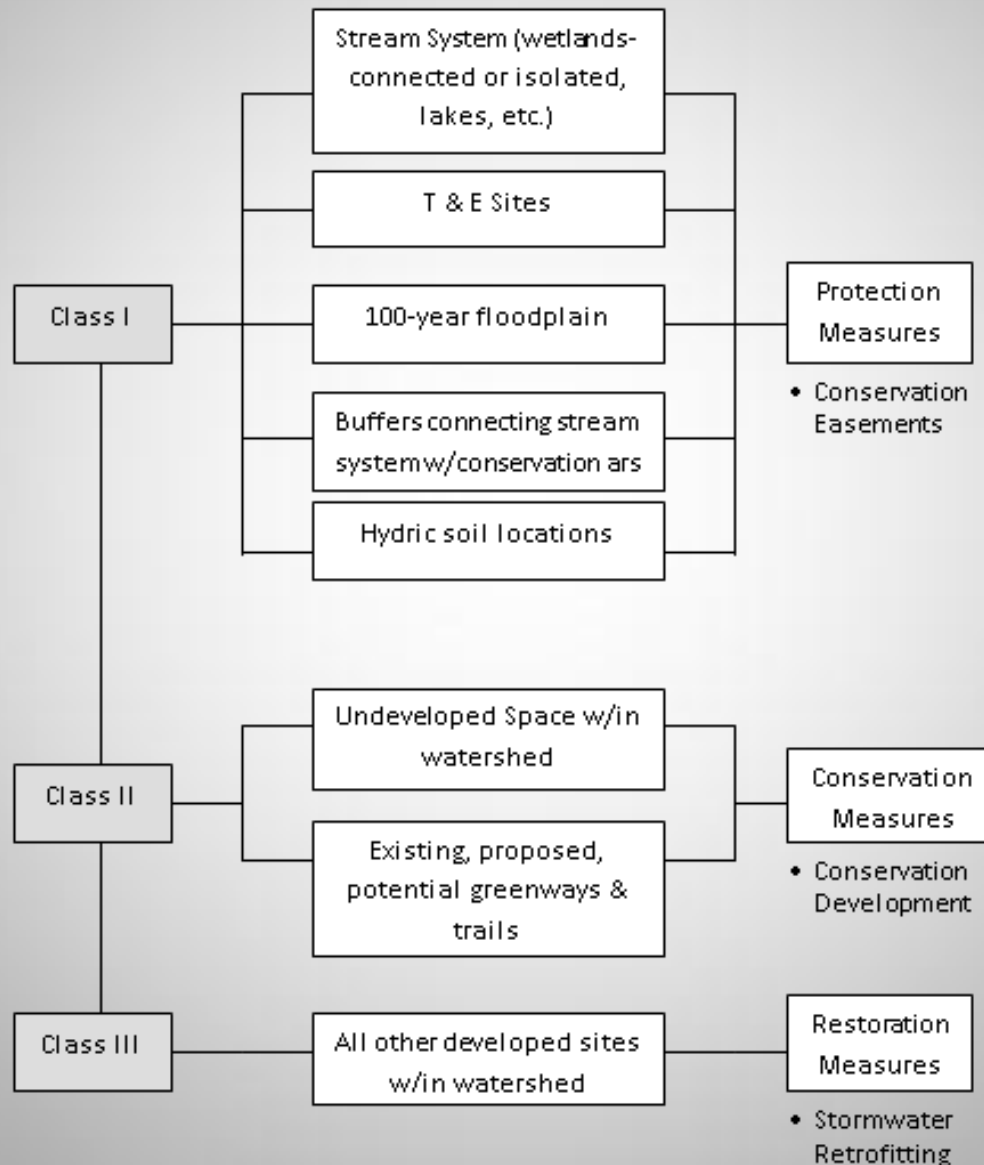 Stream System (wetlands-
connected or isolated,
lakes, etc.)
T & E Sites
Class I
100-year floodplain
Protection
Measures
• Conservation
Easements
Buffers connecting stream
system w/conservation ars
Hydric soil locations
Undeveloped Space w/in
watershed
Class II
Conservation
Measures
• Conservation
Development
Existing, proposed,
potential greenways &
trails
Class III
All other developed sites
w/in watershed
Restoration
Measures
• Stormwater
Retrofitting